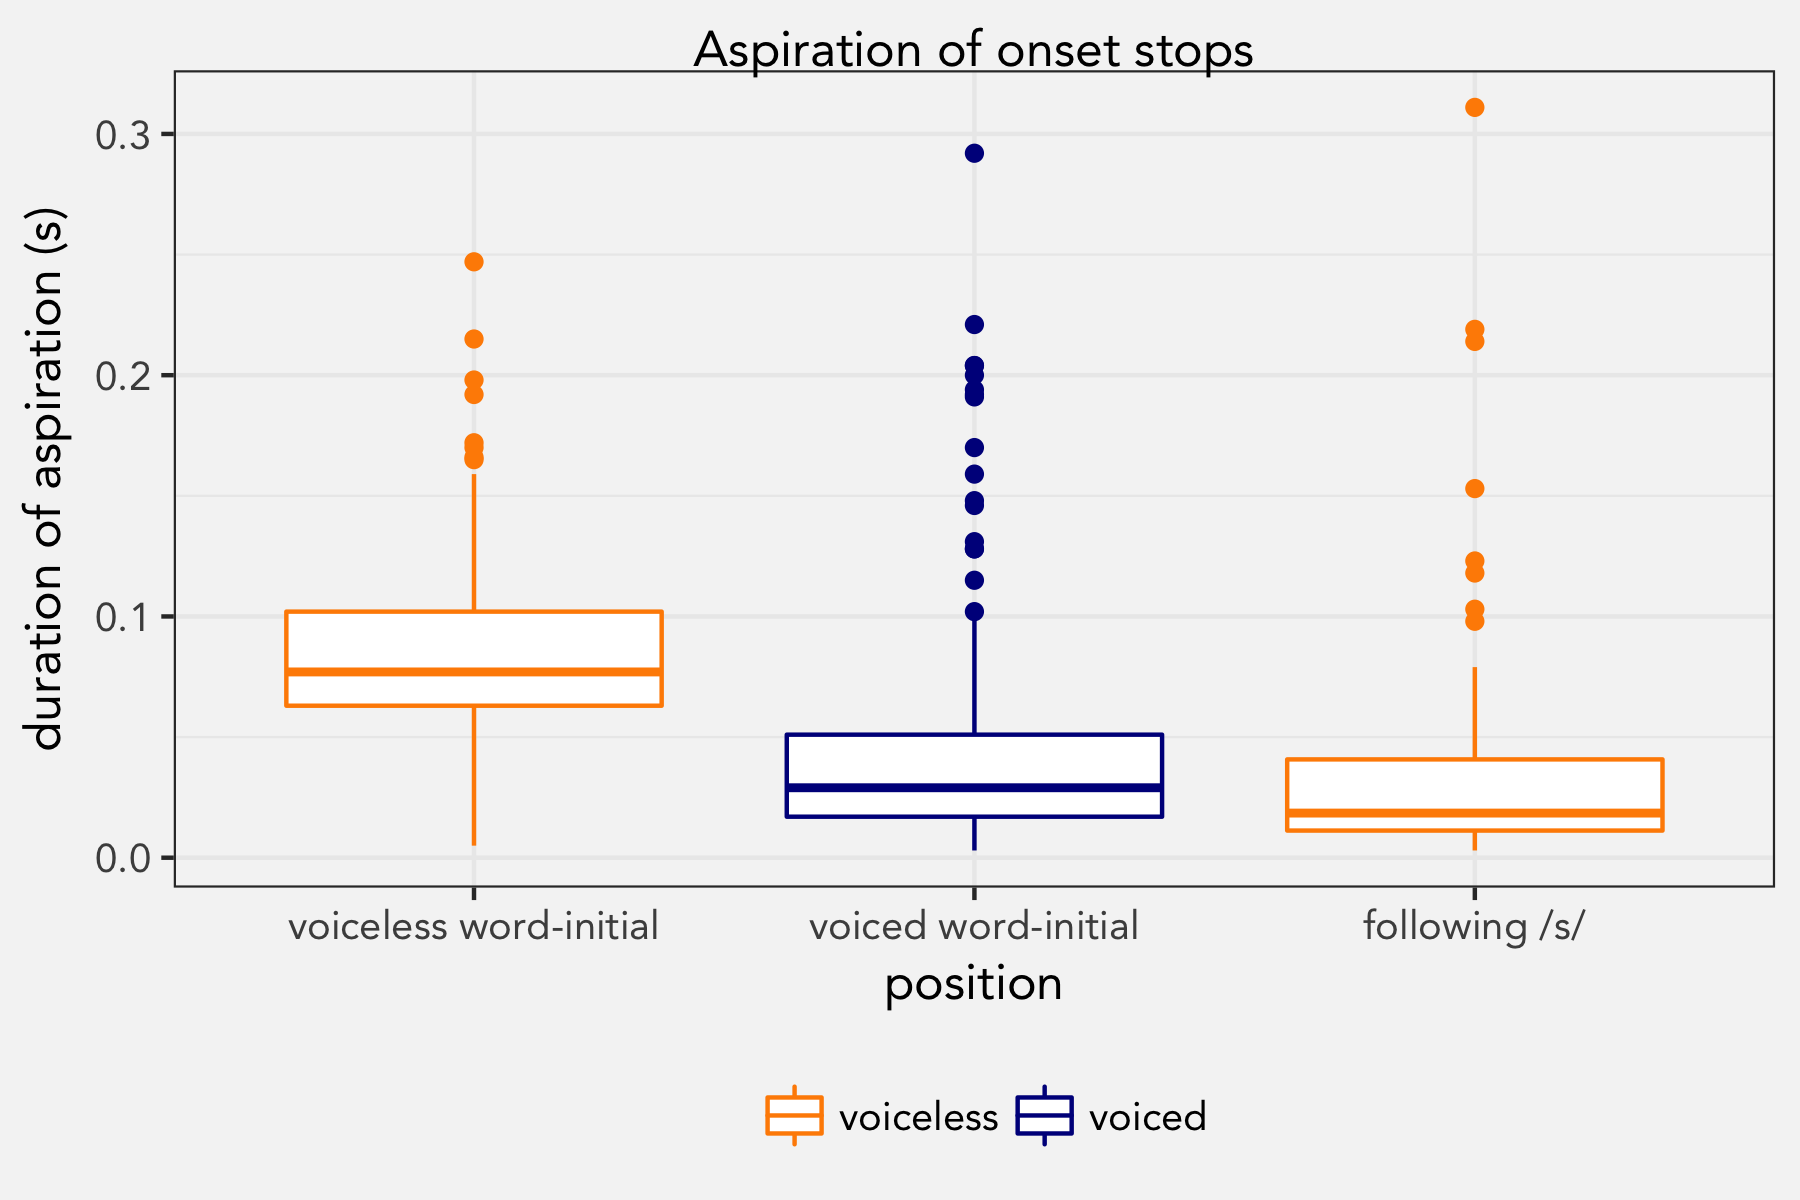 Aspiration of onset stops
duration of aspiration (s)
0.3
0.2
0.1
0.0
voiceless word-initial voiced word-initial following /s/
position
voiceless voiced